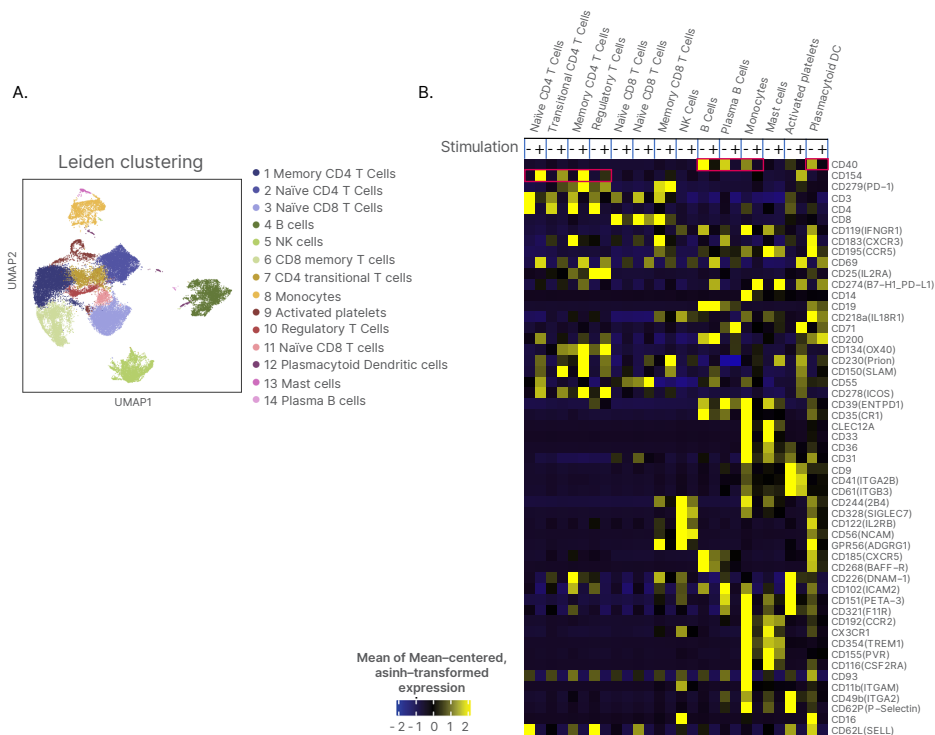 A.
B.
Leiden clustering
UMAP2
UMAP1
1 Memory CD4 T Cells
2 Naïve CD4 T Cells
3 Naïve CD8 T Cells
4 B cells
5 NK cells
6 CD8 memory T cells
7 CD4 transitional T cells
8 Monocytes
9 Activated platelets
10 Regulatory T Cells
11 Naïve CD8 T cells
12 Plasmacytoid Dendritic cells
13 Mast cells
14 Plasma B cells
Naïve CD4 T Cells
Transitional CD4 T Cells
Memory CD4 T Cells
Regulatory T Cells
Naïve CD8 T Cells
Naïve CD8 T Cells
Memory CD8 T Cells
NK Cells
B Cells
Plasma B Cells
Monocytes
Mast cells
Activated platelets
Plasmacytoid DC
Stimulation - + - + - + - + - + - + - + - + - + - + - + - + - + - +
CD40
CD154
CD279(PD-1)
CD3
CD4
CD8
CD119(IFNGR1)
CD183(CXCR3)
CD195(CCR5)
CD69
CD25(IL2RA)
CD274(B7-H1_PD-L1)
CD14
CD19
CD218a(IL18R1)
CD71
CD200
CD134(OX40)
CD230(Prion)
CD150(SLAM)
CD55
CD278(ICOS)
CD39(ENTPD1)
CD35(CR1)
CLEC12A
CD33
CD36
CD31
CD9
CD41(ITGA2B)
CD61(ITGB3)
CD244(2B4)
CD328(SIGLEC7)
CD122(IL2RB)
CD56(NCAM)
GPR56(ADGRG1)
CD185(CXCR5)
CD268(BAFF-R)
CD226(DNAM-1)
CD102(ICAM2)
CD151(PETA-3)
CD321(F11R)
CD192(CCR2)
CX3CR1
CD354(TREM1)
CD155(PVR)
CD116(CSF2RA)
CD93
CD11b(ITGAM)
CD49b(ITGA2)
CD62P(P-Selectin)
CD16
CD62L(SELL)
Mean of Mean-centered,
asinh-transformed
expression
-2 -1 0 1 2